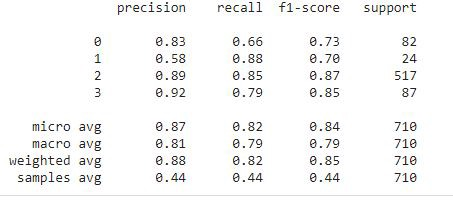 precision recall f1-score support
0 0.83 0.66 0.73 82
1 0.58 0.88 0.70 24
2 0.89 0.85 0.87 517
3 0.92 0.79 0.85 87
micro avg 0.87 0.82 0.84 710
macro avg 0.81 0.79 0.79 710
weighted avg 0.88 0.82 0.85 710
samples avg 0.44 0.44 0.44 710